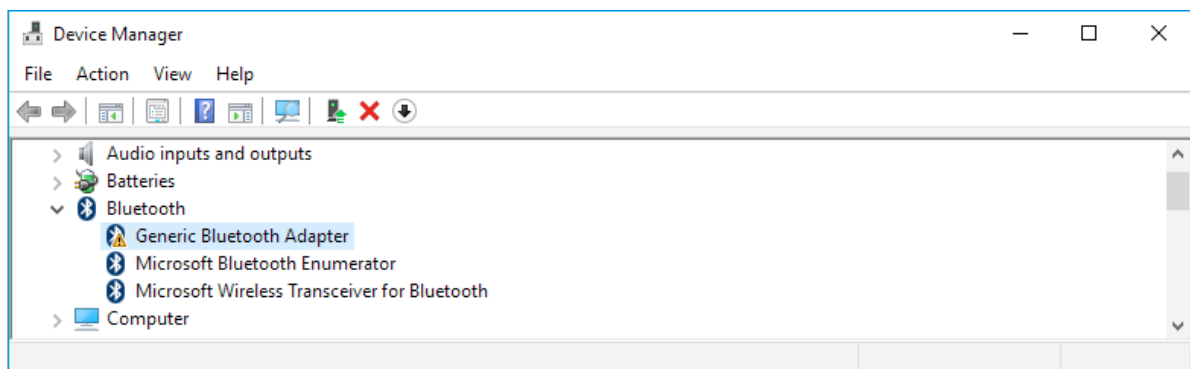 Device Manager
File Action View Help
Audio inputs and outputs
Batteries
Bluetooth
Generic Bluetooth Adapter
Microsoft Bluetooth Enumerator
Microsoft Wireless Transceiver for Bluetooth
Computer